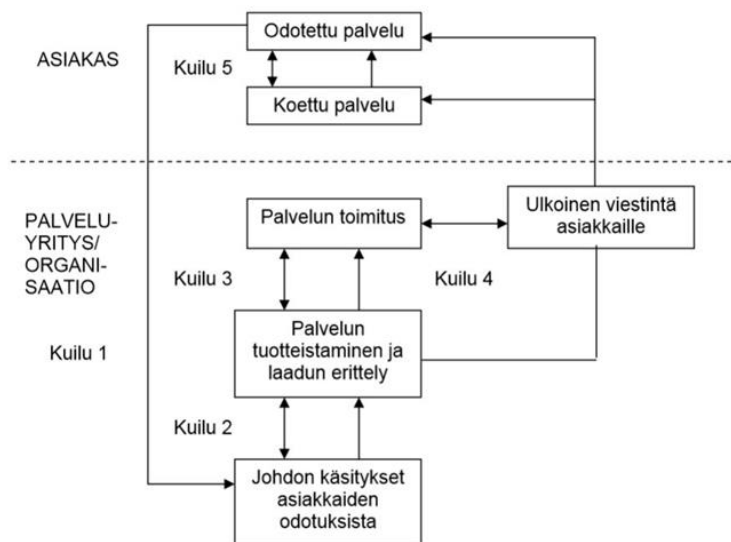 Odotettu palvelu
ASIAKAS
Kuilu 5
Koettu palvelu
PALVELU-
YRITYS/
ORGANI-
SAATIO
Palvelun toimitus
Ulkoinen viestintä
asiakkaille
Kuilu 3
Kuilu 4
Kuilu 1
Palvelun
tuotteistaminen ja
laadun erittely
Kuilu 2
Johdon käsitykset
asiakkaiden
odotuksista